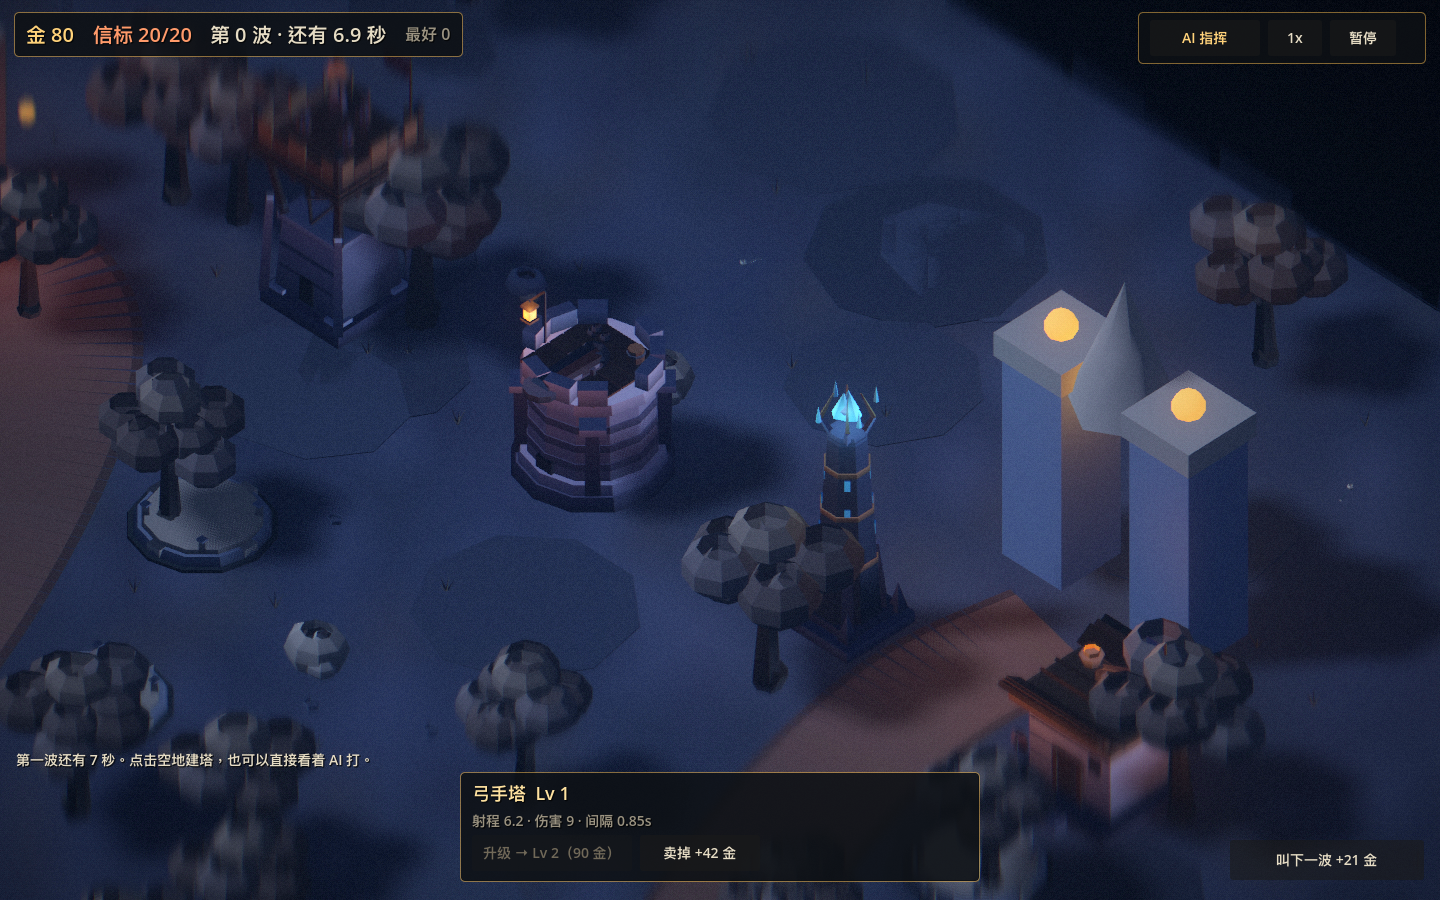 金 80 信标 20/20 第 0 波 · 还有 6.9 秒 最好 0
AI 指挥 1x 暂停
第一波还有 7 秒。点击空地建塔，也可以直接看着 AI 打。
弓手塔 Lv 1
射程 6.2 · 伤害 9 · 间隔 0.85s
升级 → Lv 2（90 金） 卖掉 +42 金
叫下一波 +21 金